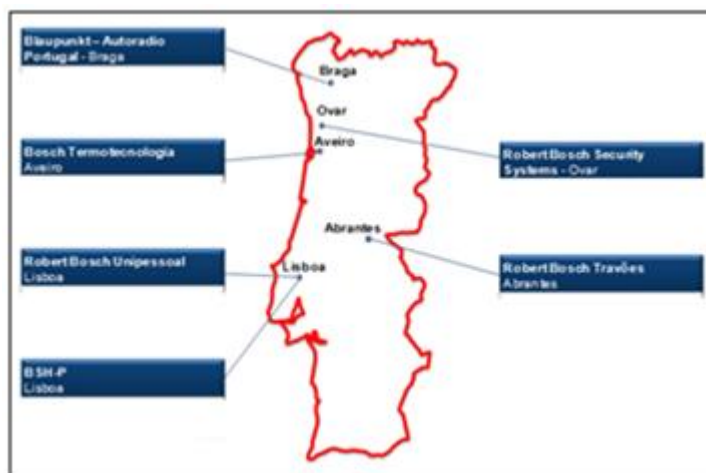 Blaupunkt – Autoradio
Portugal - Braga
Braga
Ovar
Aveiro
Bosch Termotecnologia
Aveiro
Robert Bosch Security
Systems - Ovar
Abrantes
Robert Bosch Unipessoal
Lisboa
Lisboa
Robert Bosch Travões
Abrantes
BSH-P
Lisboa